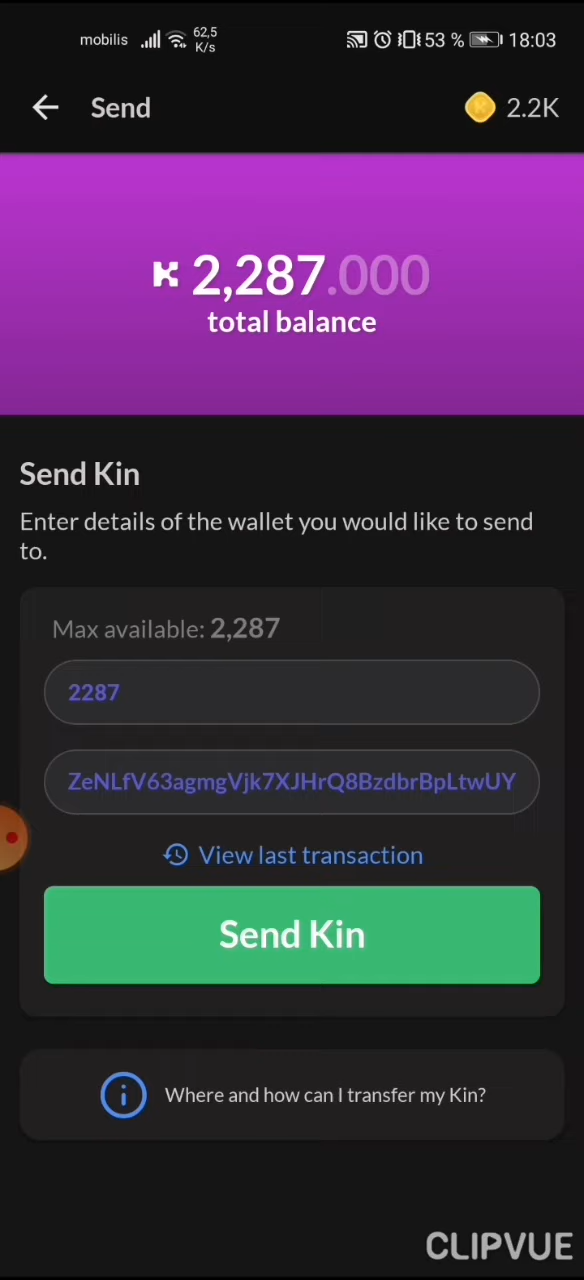 mobilis 62,5 K/s 53 % 18:03
Send 2.2K
2,287.000
total balance
Send Kin
Enter details of the wallet you would like to send
to.
Max available: 2,287
2287
ZeNLfV63agmgVjk7XJHrQ8BzdbrBpLtwUY
View last transaction
Send Kin
Where and how can I transfer my Kin?
CLIPVUE